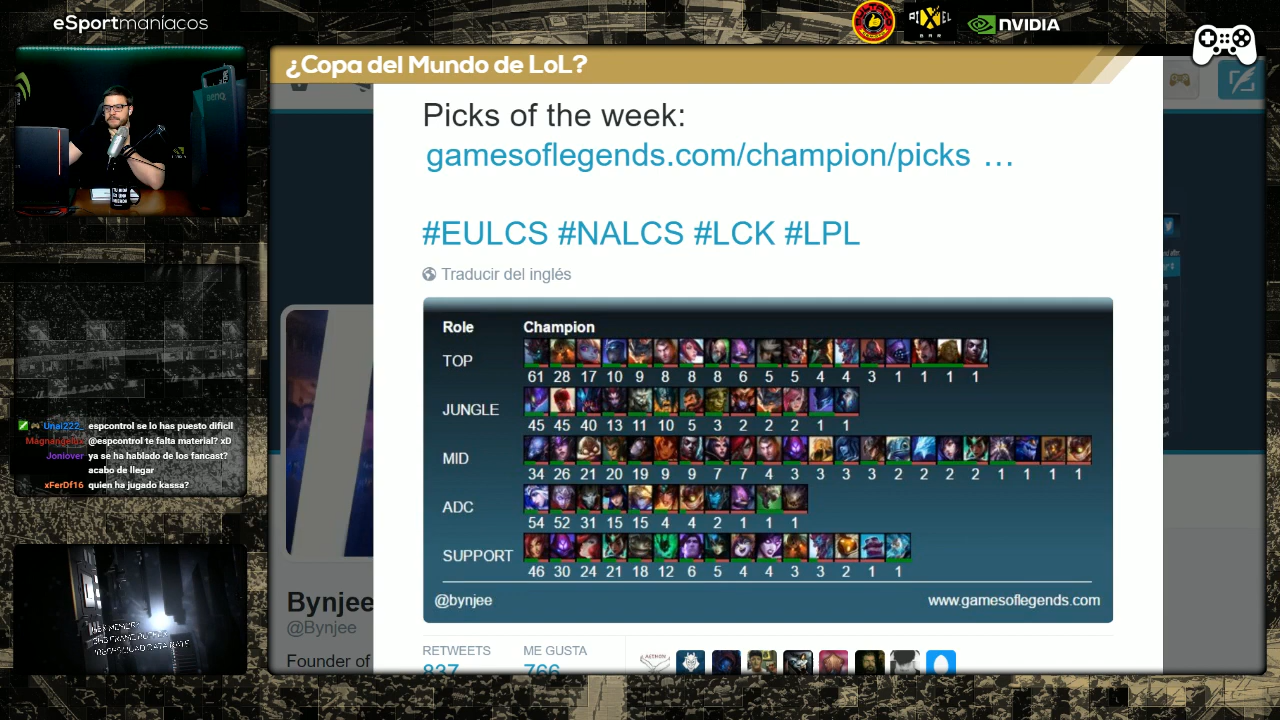 eSportmaníacos
PIXEL
BAR
NVIDIA
¿Copa del Mundo de LoL?
BENQ
Picks of the week:
gamesoflegends.com/champion/picks …
#EULCS #NALCS #LCK #LPL
Traducir del inglés
Role Champion
TOP
61 28 17 10 9 8 8 8 6 5 5 4 4 3 1 1 1 1
JUNGLE
45 45 40 13 11 10 5 3 2 2 2 1 1
MID
34 26 21 20 19 9 9 7 7 4 3 3 3 3 2 2 2 2 1 1 1 1
ADC
54 52 31 15 15 4 4 2 1 1 1
SUPPORT
46 30 24 21 18 12 6 5 4 4 3 3 2 1 1
@bynjee www.gamesoflegends.com
RETWEETS ME GUSTA
837 766
Bynjee
@Bynjee
Founder of
Unai222_ espcontrol se lo has puesto dificil
Magnangelux @espcontrol te falta material? xD
Joniover ya se ha hablado de los fancast?
acabo de llegar
xFerDf16 quien ha jugado kassa?